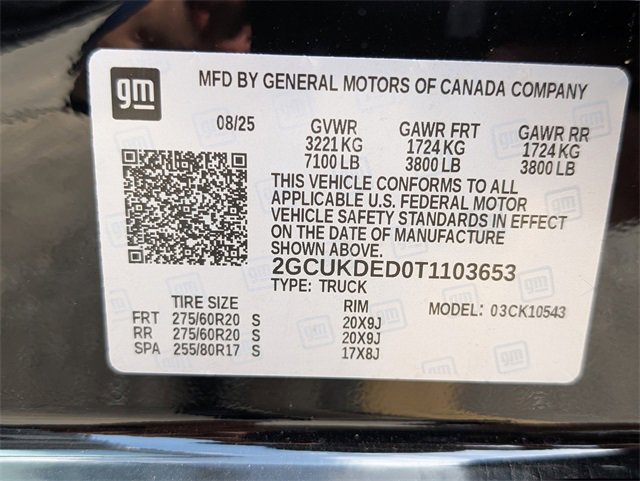 gm
MFD BY GENERAL MOTORS OF CANADA COMPANY
08/25 GVWR GAWR FRT GAWR RR
3221 KG 1724 KG 1724 KG
7100 LB 3800 LB 3800 LB
THIS VEHICLE CONFORMS TO ALL
APPLICABLE U.S. FEDERAL MOTOR
VEHICLE SAFETY STANDARDS IN EFFECT
ON THE DATE OF MANUFACTURE
SHOWN ABOVE.
2GCUKDED0T1103653
TYPE: TRUCK
MODEL: 03CK10543
TIRE SIZE RIM
FRT 275/60R20 S 20X9J
RR 275/60R20 S 20X9J
SPA 255/80R17 S 17X8J